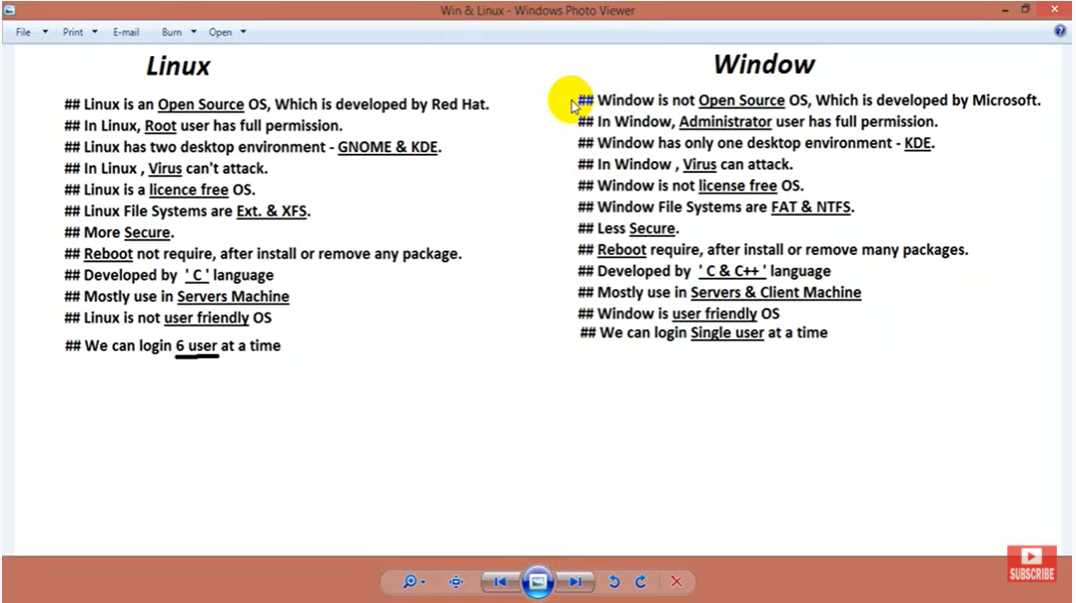 Win & Linux - Windows Photo Viewer
File Print E-mail Burn Open
Linux
## Linux is an Open Source OS, Which is developed by Red Hat.
## In Linux, Root user has full permission.
## Linux has two desktop environment - GNOME & KDE.
## In Linux , Virus can't attack.
## Linux is a licence free OS.
## Linux File Systems are Ext. & XFS.
## More Secure.
## Reboot not require, after install or remove any package.
## Developed by ' C ' language
## Mostly use in Servers Machine
## Linux is not user friendly OS
## We can login 6 user at a time
Window
## Window is not Open Source OS, Which is developed by Microsoft.
## In Window, Administrator user has full permission.
## Window has only one desktop environment - KDE.
## In Window , Virus can attack.
## Window is not license free OS.
## Window File Systems are FAT & NTFS.
## Less Secure.
## Reboot require, after install or remove many packages.
## Developed by ' C & C++ ' language
## Mostly use in Servers & Client Machine
## Window is user friendly OS
## We can login Single user at a time
SUBSCRIBE